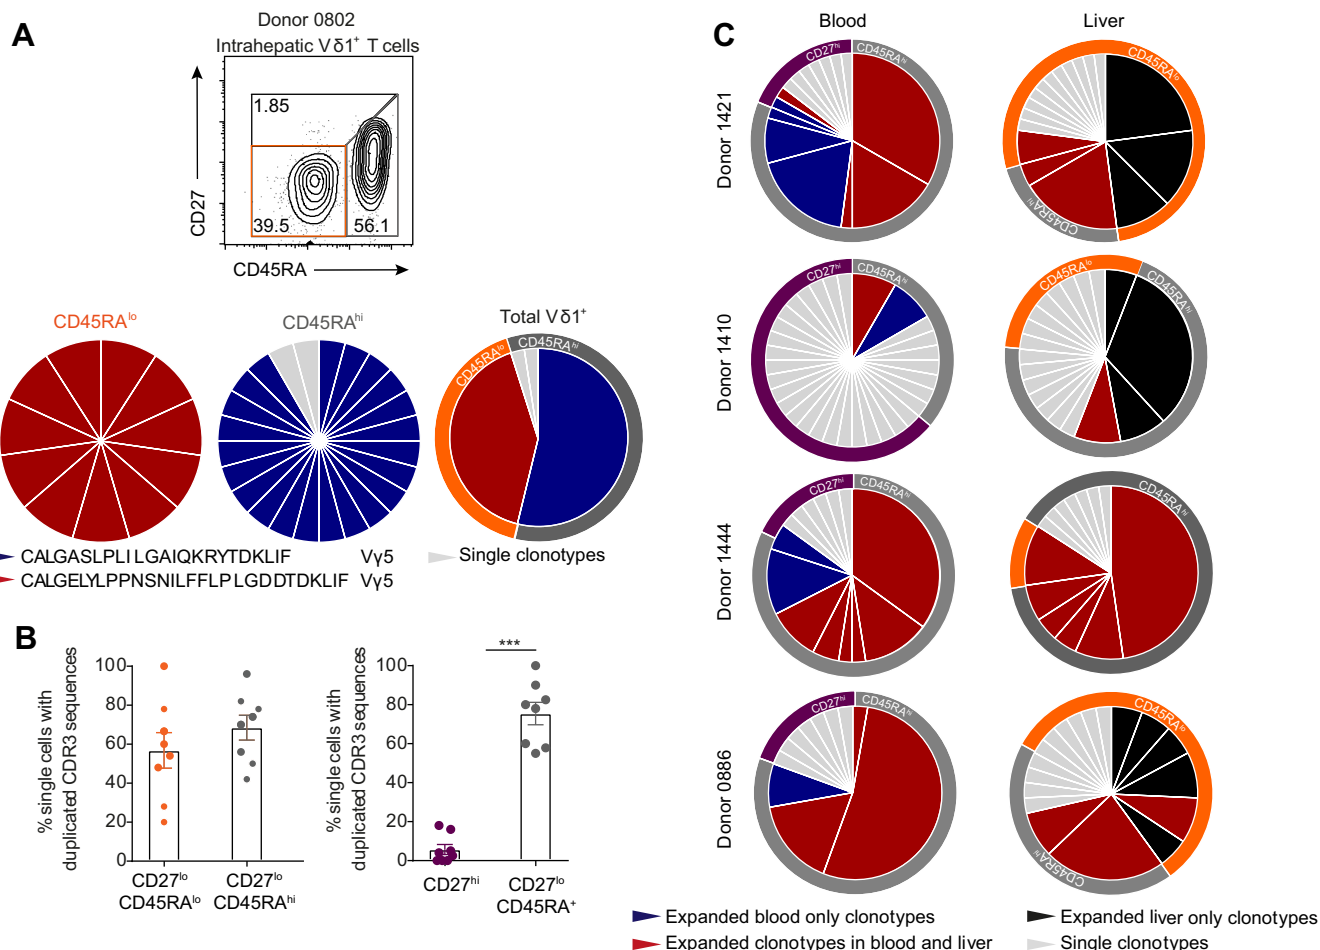 A
Donor 0802
Intrahepatic Vδ1⁺ T cells
CD27
1.85
39.5
56.1
CD45RA
CD45RAˡᵒ
CD45RAʰⁱ
Total Vδ1⁺
CD45RAˡᵒ
CD45RAʰⁱ
CALGASLPLILGAIQKRYTDKLIF Vγ5
CALGELYLPPNSNILFFLPLGDDTDKLIF Vγ5
Single clonotypes
B
% single cells with
duplicated CDR3 sequences
100
80
60
40
20
0
CD27ˡᵒ
CD45RAˡᵒ
CD27ˡᵒ
CD45RAʰⁱ
% single cells with
duplicated CDR3 sequences
100
80
60
40
20
0
***
CD27ʰⁱ
CD27ˡᵒ
CD45RA⁺
C
Blood
Liver
Donor 1421
CD27ʰⁱ
CD45RAʰⁱ
CD45RAˡᵒ
CD45RAʰⁱ
Donor 1410
CD27ʰⁱ
CD45RAʰⁱ
CD45RAˡᵒ
CD45RAʰⁱ
Donor 1444
CD27ʰⁱ
CD45RAʰⁱ
CD45RAʰⁱ
Donor 0886
CD27ʰⁱ
CD45RAʰⁱ
CD45RAˡᵒ
CD45RAʰⁱ
Expanded blood only clonotypes
Expanded clonotypes in blood and liver
Expanded liver only clonotypes
Single clonotypes